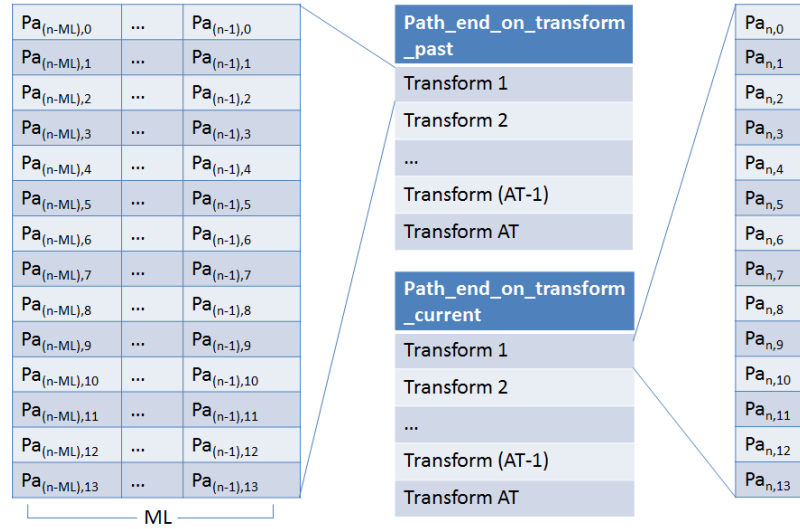 Pa(n-ML),0 ... Pa(n-1),0
Pa(n-ML),1 ... Pa(n-1),1
Pa(n-ML),2 ... Pa(n-1),2
Pa(n-ML),3 ... Pa(n-1),3
Pa(n-ML),4 ... Pa(n-1),4
Pa(n-ML),5 ... Pa(n-1),5
Pa(n-ML),6 ... Pa(n-1),6
Pa(n-ML),7 ... Pa(n-1),7
Pa(n-ML),8 ... Pa(n-1),8
Pa(n-ML),9 ... Pa(n-1),9
Pa(n-ML),10 ... Pa(n-1),10
Pa(n-ML),11 ... Pa(n-1),11
Pa(n-ML),12 ... Pa(n-1),12
Pa(n-ML),13 ... Pa(n-1),13
ML
Path_end_on_transform
_past
Transform 1
Transform 2
...
Transform (AT-1)
Transform AT
Path_end_on_transform
_current
Transform 1
Transform 2
...
Transform (AT-1)
Transform AT
Pan,0
Pan,1
Pan,2
Pan,3
Pan,4
Pan,5
Pan,6
Pan,7
Pan,8
Pan,9
Pan,10
Pan,11
Pan,12
Pan,13